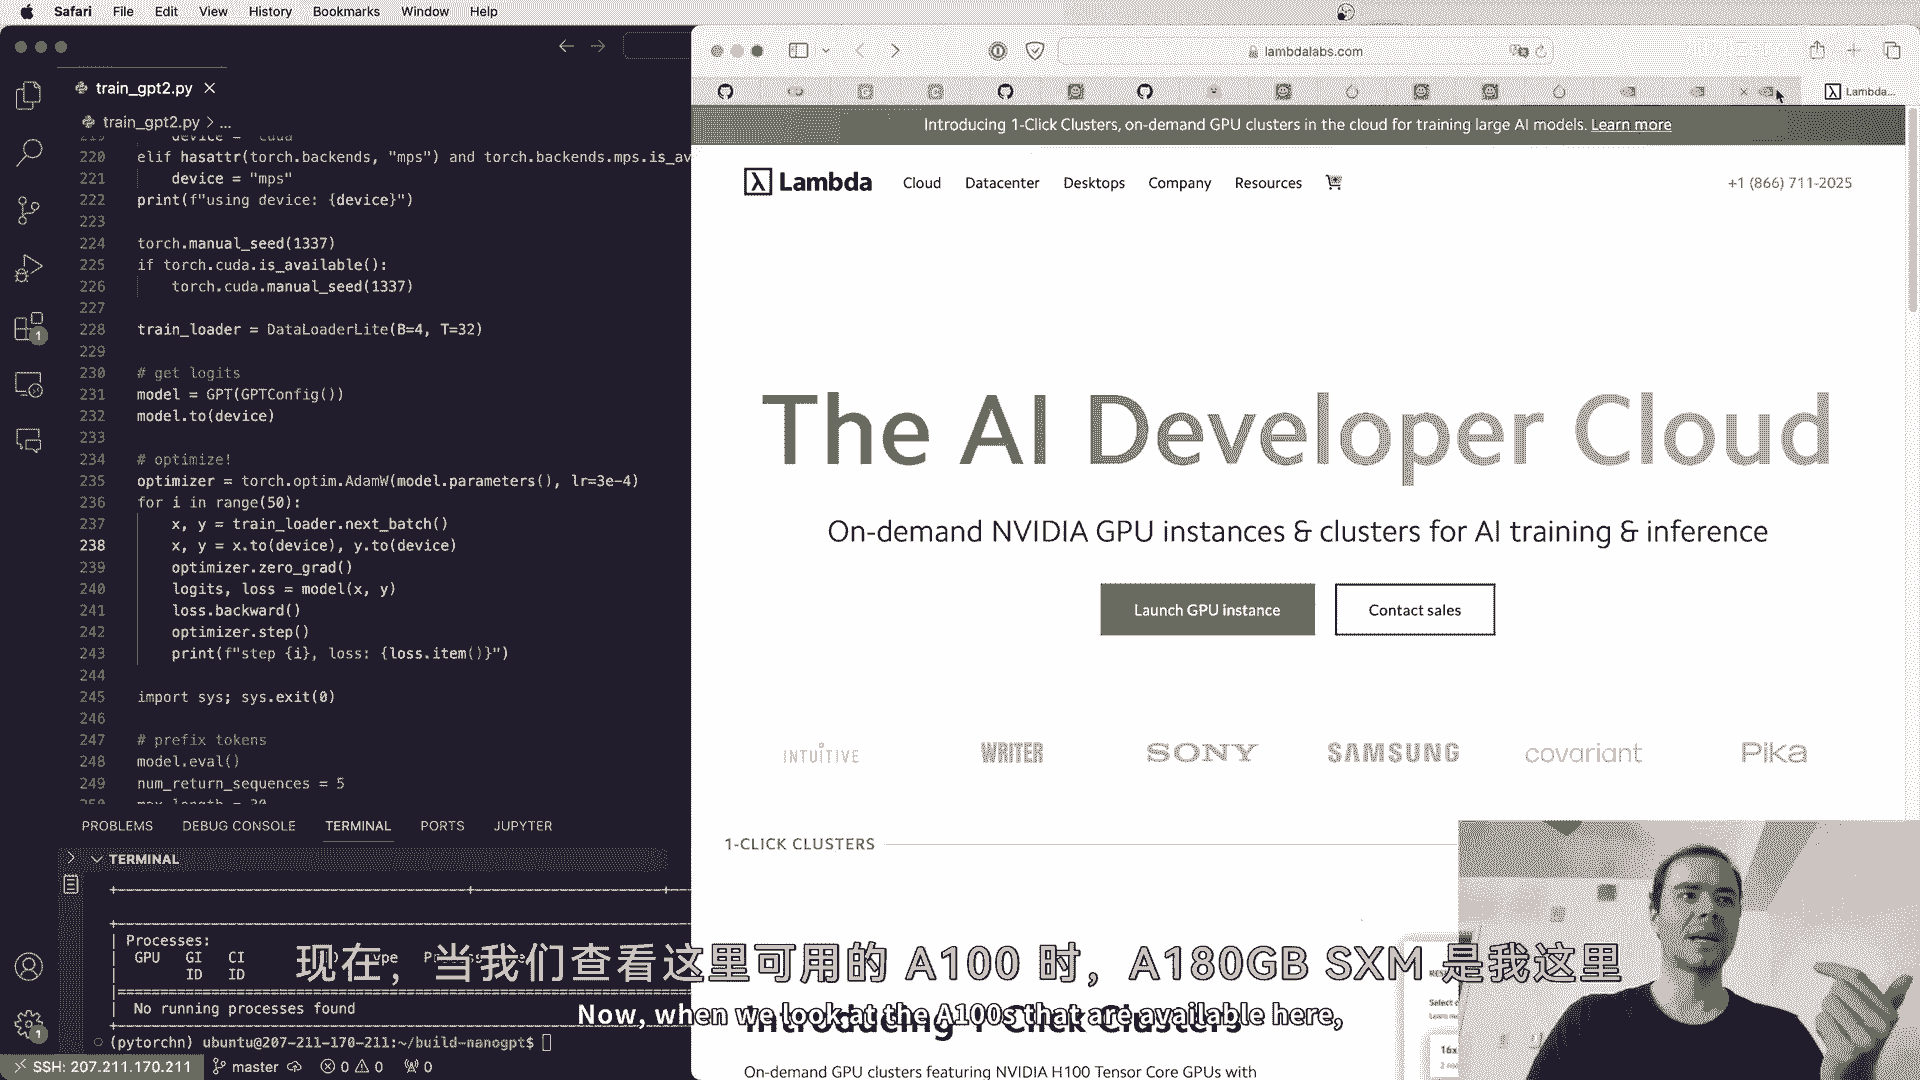 Safari File Edit View History Bookmarks Window Help
train_gpt2.py
train_gpt2.py > ...
219 device = "cuda"
220 elif hasattr(torch.backends, "mps") and torch.backends.mps.is_av
221 device = "mps"
222 print(f"using device: {device}")
223
224 torch.manual_seed(1337)
225 if torch.cuda.is_available():
226 torch.cuda.manual_seed(1337)
227
228 train_loader = DataLoaderLite(B=4, T=32)
229
230 # get logits
231 model = GPT(GPTConfig())
232 model.to(device)
233
234 # optimize!
235 optimizer = torch.optim.AdamW(model.parameters(), lr=3e-4)
236 for i in range(50):
237 x, y = train_loader.next_batch()
238 x, y = x.to(device), y.to(device)
239 optimizer.zero_grad()
240 logits, loss = model(x, y)
241 loss.backward()
242 optimizer.step()
243 print(f"step {i}, loss: {loss.item()}")
244
245 import sys; sys.exit(0)
246
247 # prefix tokens
248 model.eval()
249 num_return_sequences = 5
250 max_length = 30
PROBLEMS DEBUG CONSOLE TERMINAL PORTS JUPYTER
TERMINAL
Processes:
GPU GI CI
ID ID
No running processes found
(pytorchn) ubuntu@207-211-170-211:~/build-nanogpt$
SSH: 207.211.170.211 master 0 0 0
lambdalabs.com
Lambda...
Introducing 1-Click Clusters, on-demand GPU clusters in the cloud for training large AI models. Learn more
Lambda Cloud Datacenter Desktops Company Resources +1 (866) 711-2025
The AI Developer Cloud
On-demand NVIDIA GPU instances & clusters for AI training & inference
Launch GPU instance Contact sales
INTUITIVE WRITER SONY SAMSUNG covariant Pika
1-CLICK CLUSTERS
Introducing 1-Click Clusters
On-demand GPU clusters featuring NVIDIA H100 Tensor Core GPUs with
16x
现在，当我们查看这里可用的 A100 时，A180GB SXM 是我这里
Now, when we look at the A100s that are available here,